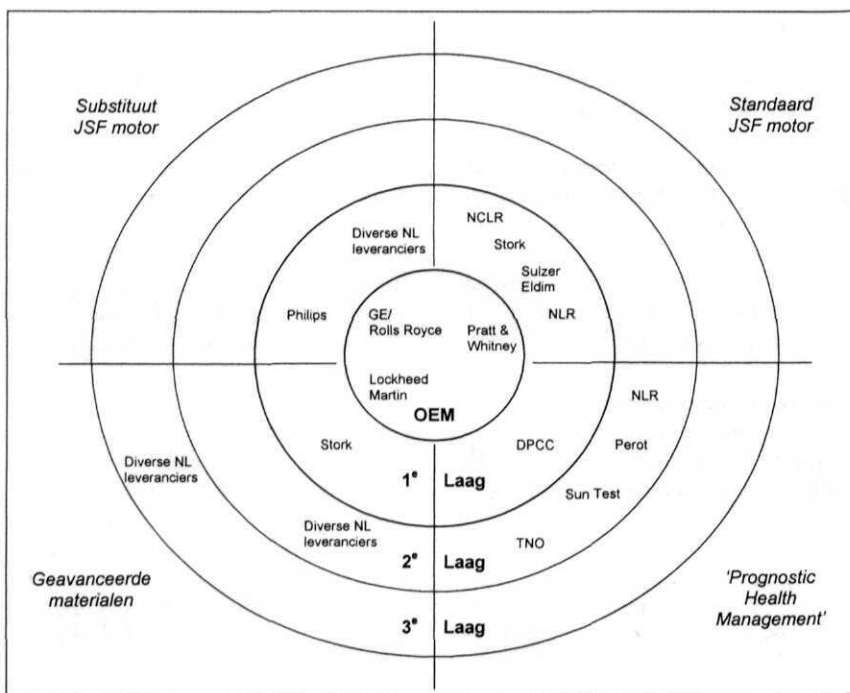 Substituut
JSF motor
Standaard
JSF motor
NCLR
Diverse NL
leveranciers
Stork
Sulzer
Eldim
Philips
GE/
Rolls Royce
Pratt &
Whitney
NLR
Lockheed
Martin
OEM
NLR
Stork
DPCC
Perot
Diverse NL
leveranciers
1e Laag
Sun Test
Diverse NL
leveranciers
2e Laag
TNO
Geavanceerde
materialen
'Prognostic
Health
Management'
3e Laag